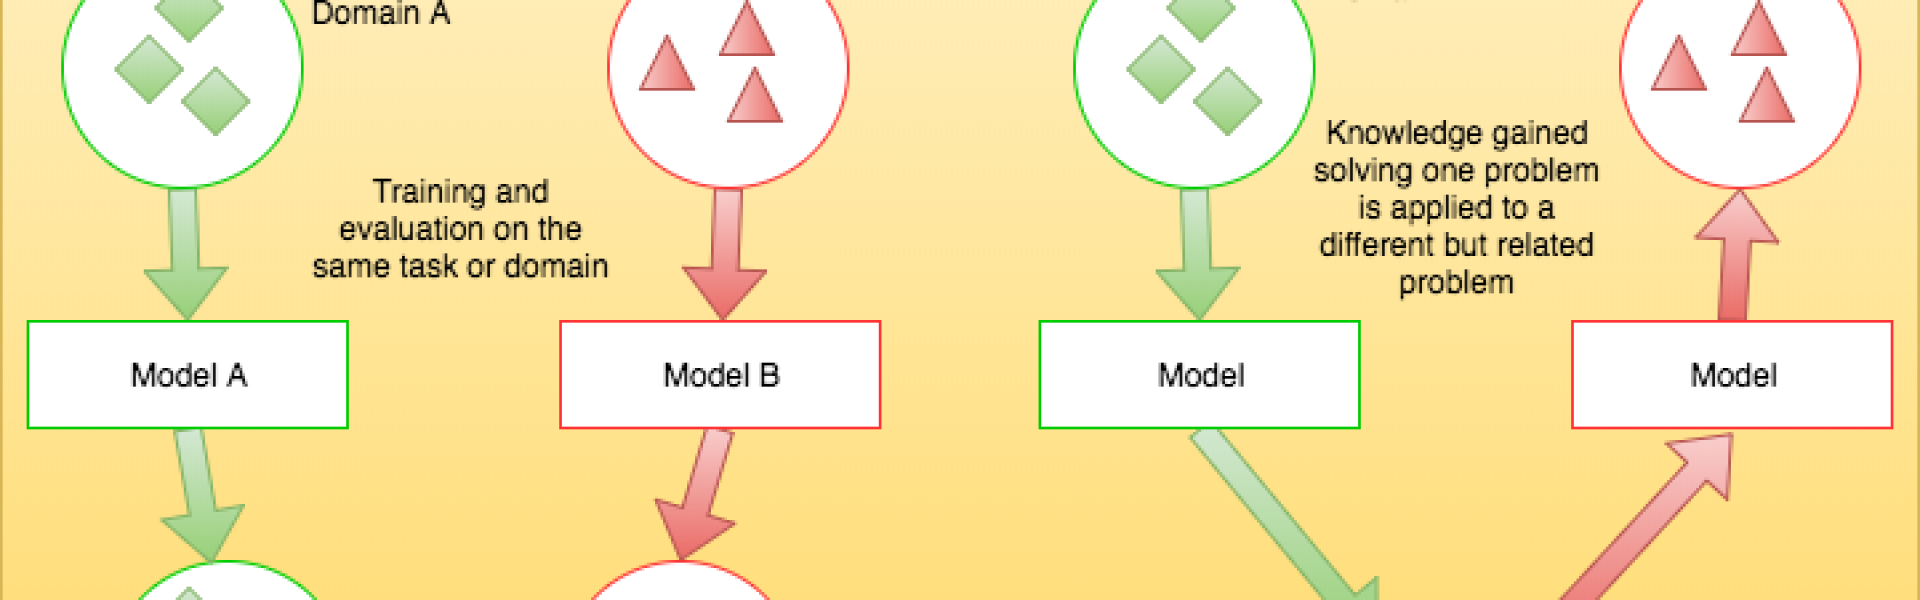 Domain A
Training and
evaluation on the
same task or domain
Knowledge gained
solving one problem
is applied to a
different but related
problem
Model A
Model B
Model
Model